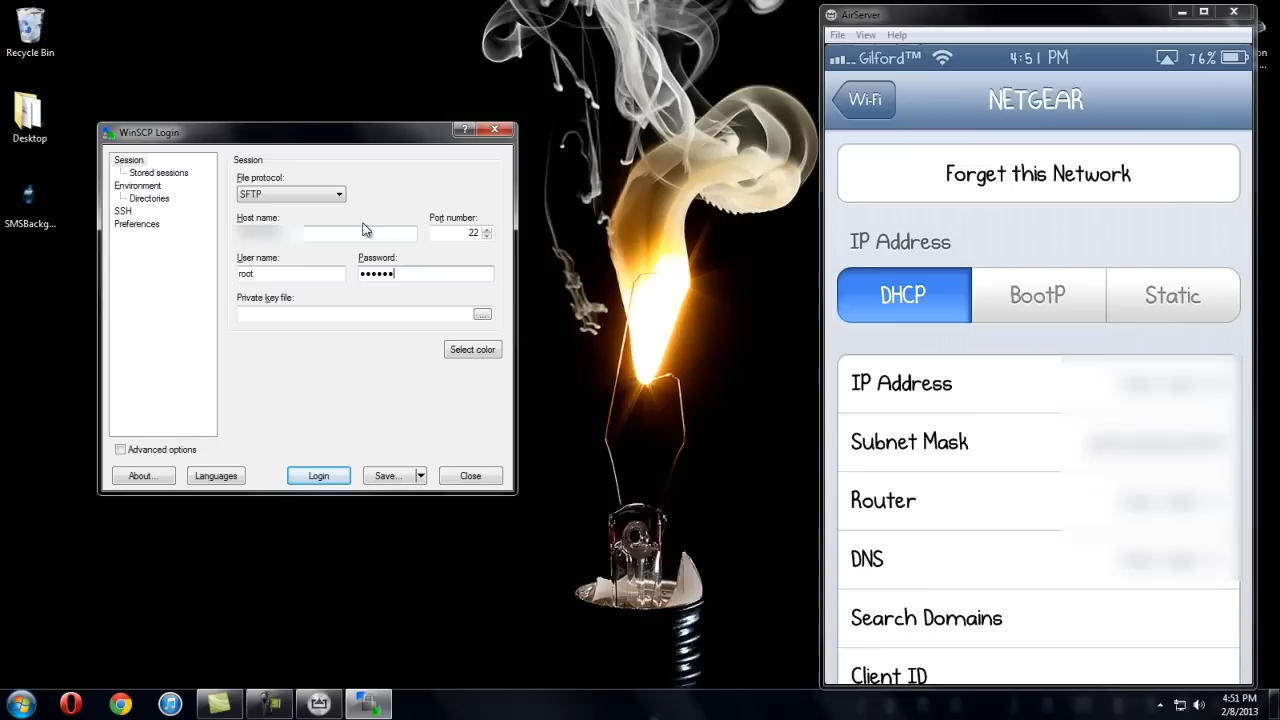 Recycle Bin
Desktop
SMSBackg...
WinSCP Login
?
Session
Stored sessions
Environment
Directories
SSH
Preferences
Session
File protocol:
SFTP
Host name:
Port number:
22
User name:
Password:
root
••••••
Private key file:
...
Select color
Advanced options
About...
Languages
Login
Save...
Close
AirServer
File View Help
Gilford™ 4:51 PM 76%
Wi-Fi
NETGEAR
Forget this Network
IP Address
DHCP
BootP
Static
IP Address
Subnet Mask
Router
DNS
Search Domains
Client ID
4:51 PM
2/8/2013